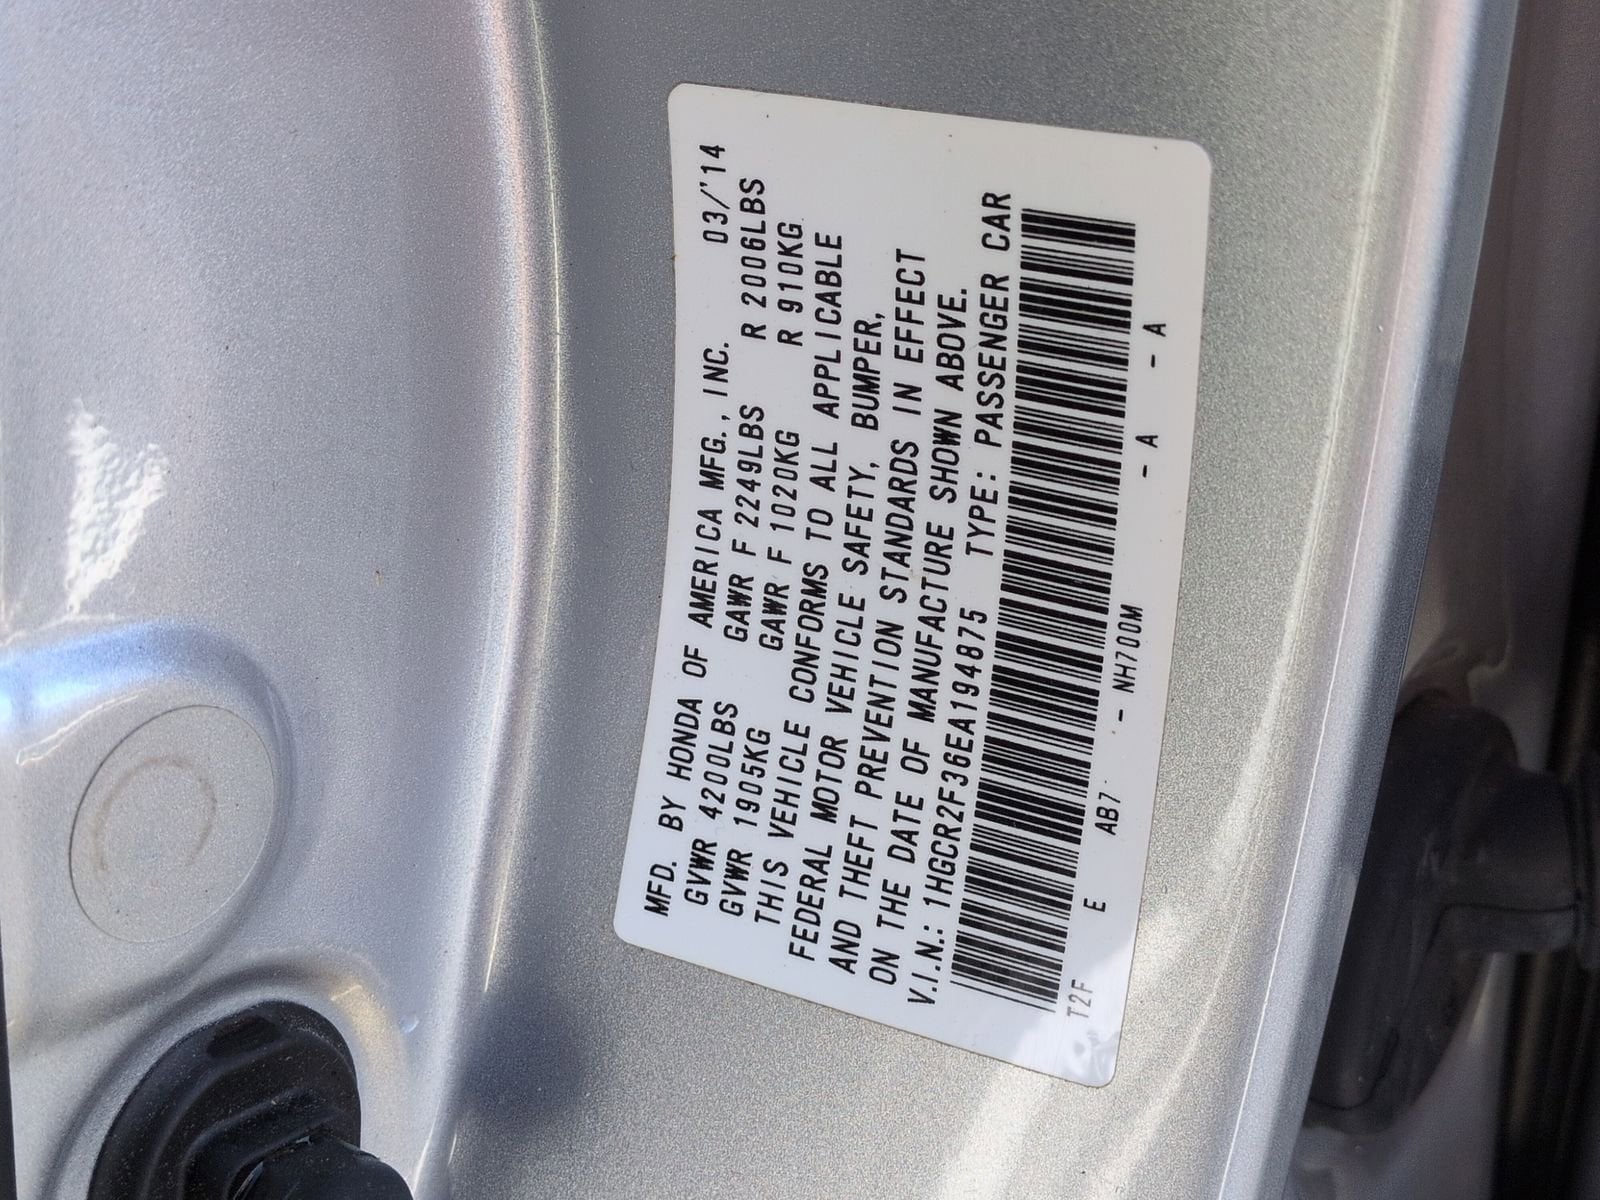 MFD. BY HONDA OF AMERICA MFG., INC. 03/'14
GVWR 4200LBS GAWR F 2249LBS R 2006LBS
GVWR 1905KG GAWR F 1020KG R 910KG
THIS VEHICLE CONFORMS TO ALL APPLICABLE
FEDERAL MOTOR VEHICLE SAFETY, BUMPER,
AND THEFT PREVENTION STANDARDS IN EFFECT
ON THE DATE OF MANUFACTURE SHOWN ABOVE.
V.I.N.: 1HGCR2F36EA194875 TYPE: PASSENGER CAR
T2F E AB7 - NH700M - A - A